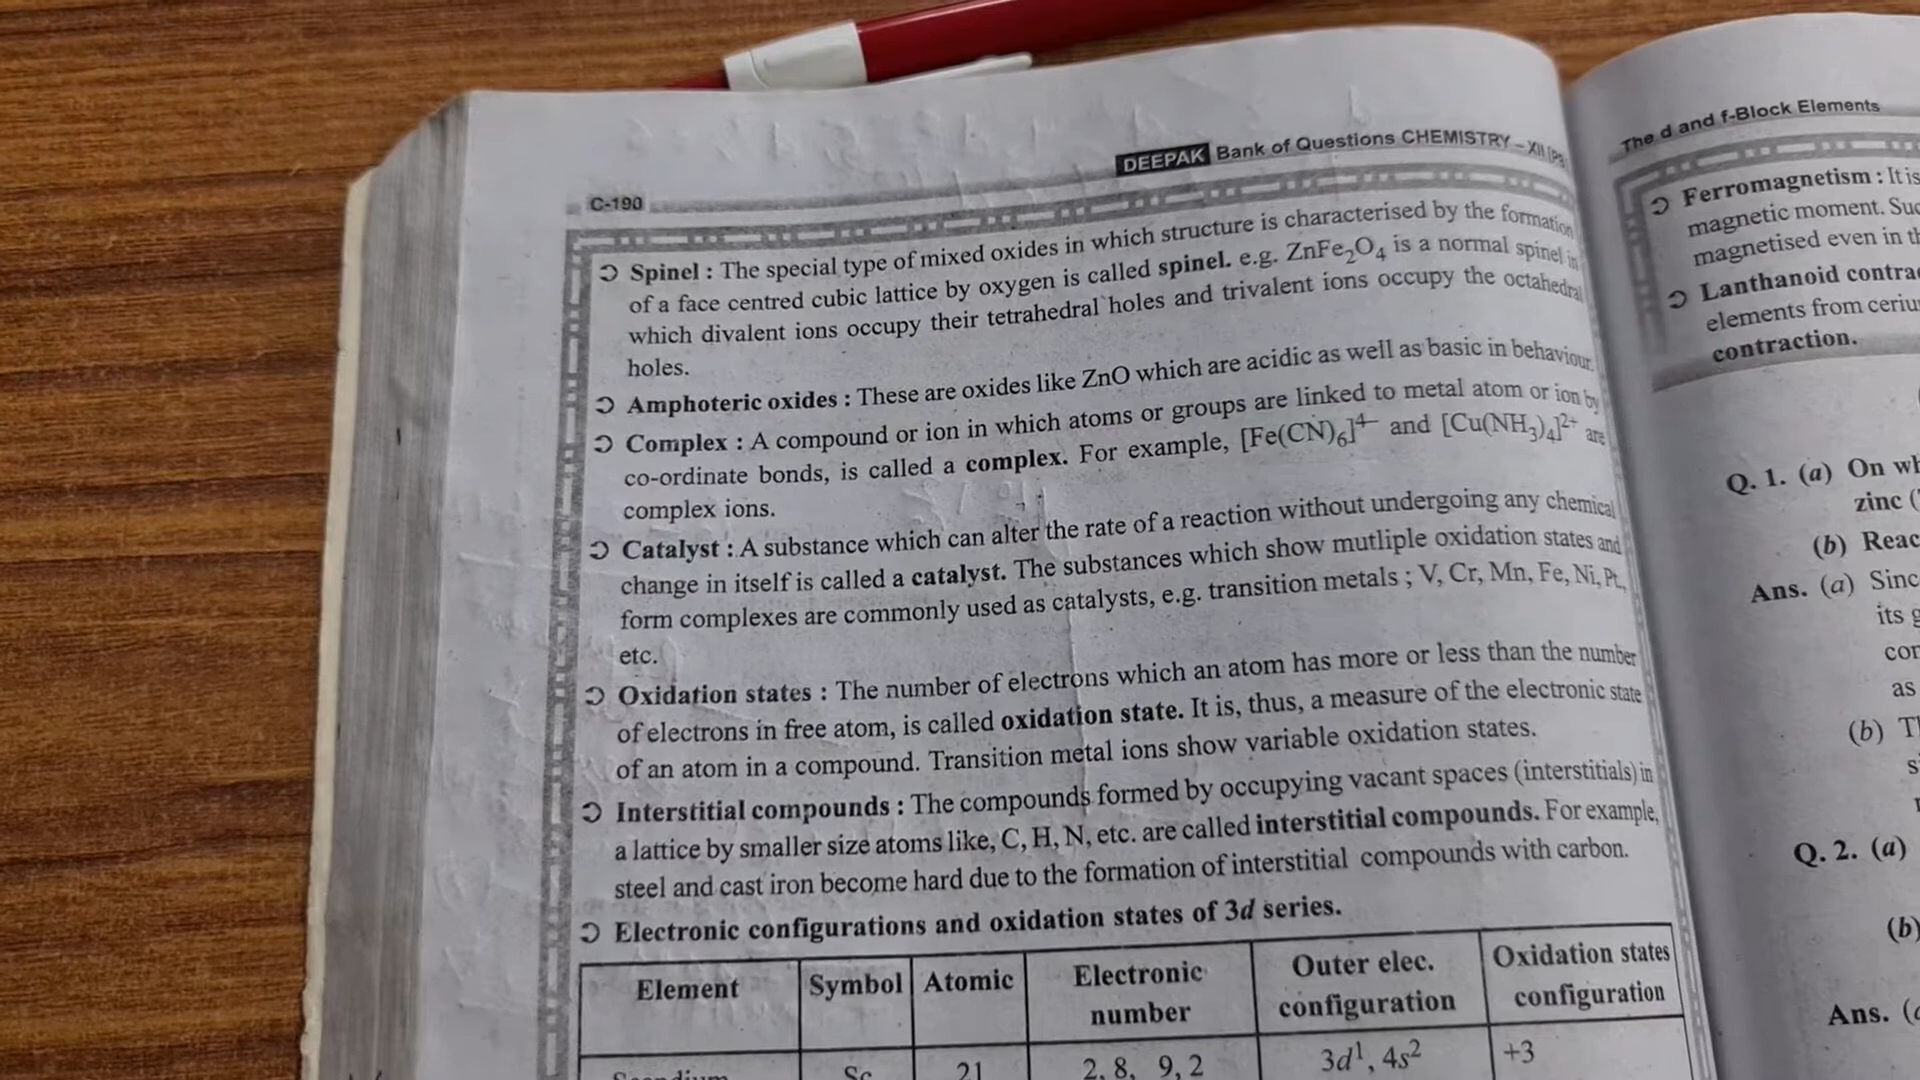 DEEPAK Bank of Questions CHEMISTRY – XII
C-190
Spinel : The special type of mixed oxides in which structure is characterised by the formation
of a face centred cubic lattice by oxygen is called spinel. e.g. ZnFe₂O₄ is a normal spinel in
which divalent ions occupy their tetrahedral holes and trivalent ions occupy the octahedral
holes.
Amphoteric oxides : These are oxides like ZnO which are acidic as well as basic in behaviour.
Complex : A compound or ion in which atoms or groups are linked to metal atom or ion by
co-ordinate bonds, is called a complex. For example, [Fe(CN)₆]⁴⁻ and [Cu(NH₃)₄]²⁺ are
complex ions.
Catalyst : A substance which can alter the rate of a reaction without undergoing any chemical
change in itself is called a catalyst. The substances which show mutliple oxidation states and
form complexes are commonly used as catalysts, e.g. transition metals ; V, Cr, Mn, Fe, Ni, Pt,
etc.
Oxidation states : The number of electrons which an atom has more or less than the number
of electrons in free atom, is called oxidation state. It is, thus, a measure of the electronic state
of an atom in a compound. Transition metal ions show variable oxidation states.
Interstitial compounds : The compounds formed by occupying vacant spaces (interstitials) in
a lattice by smaller size atoms like, C, H, N, etc. are called interstitial compounds. For example,
steel and cast iron become hard due to the formation of interstitial compounds with carbon.
Electronic configurations and oxidation states of 3d series.
Element Symbol Atomic Electronic number Outer elec. configuration Oxidation states configuration
Scandium Sc 21 2, 8, 9, 2 3d¹, 4s² +3
The d and f-Block Elements
Ferromagnetism : It is
magnetic moment.
magnetised even in
Lanthanoid
elements from
contraction.
Q. 1. (a) On
zinc
(b)
Ans. (a)
its
as
(b)
Q. 2. (a)
(b)
Ans.